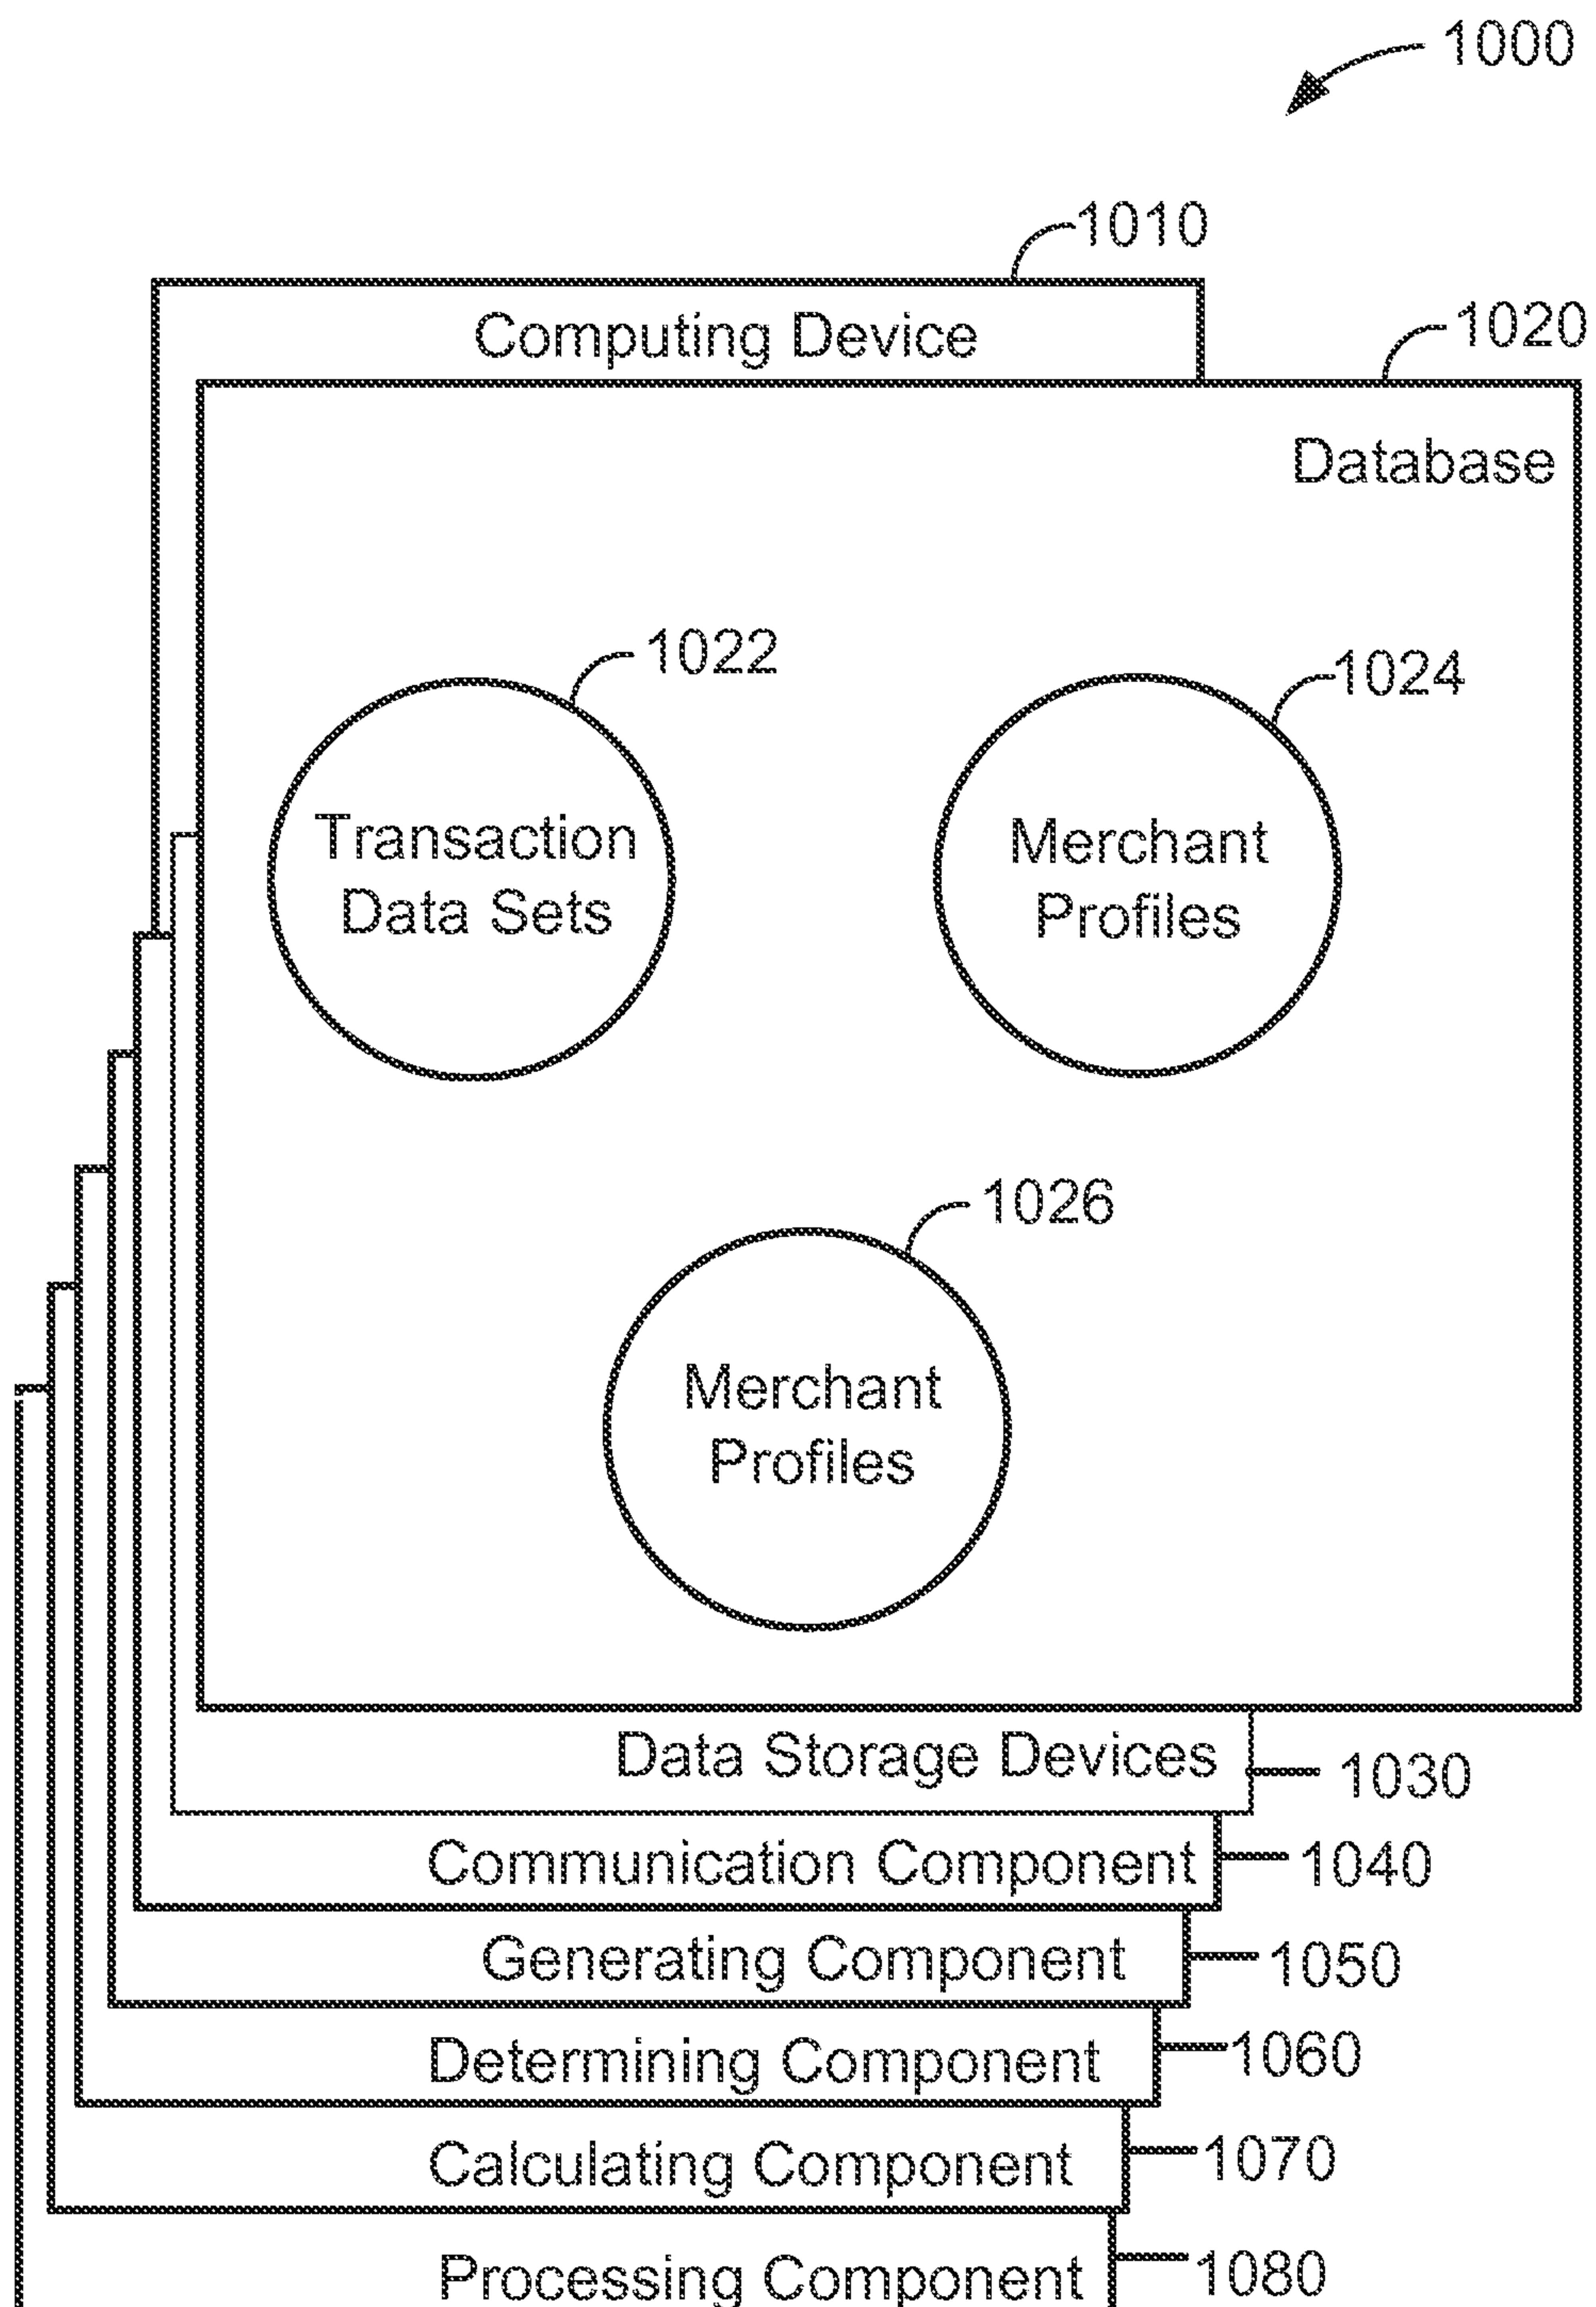 1000
1010
Computing Device
1020
Database
1022
Transaction
Data Sets
1024
Merchant
Profiles
1026
Merchant
Profiles
Data Storage Devices
1030
Communication Component
1040
Generating Component
1050
Determining Component
1060
Calculating Component
1070
Processing Component
1080